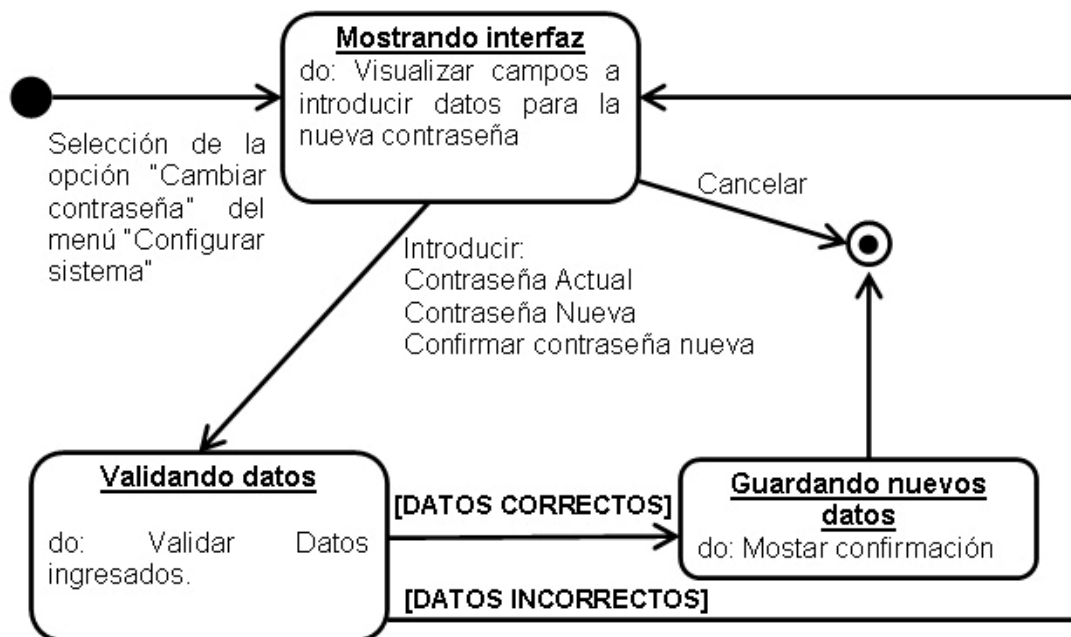 Mostrando interfaz
do: Visualizar campos a
introducir datos para la
nueva contraseña
Selección de la
opción "Cambiar
contraseña" del
menú "Configurar
sistema"
Cancelar
Introducir:
Contraseña Actual
Contraseña Nueva
Confirmar contraseña nueva
Validando datos
do: Validar Datos
ingresados.
[DATOS CORRECTOS]
Guardando nuevos
datos
do: Mostar confirmación
[DATOS INCORRECTOS]